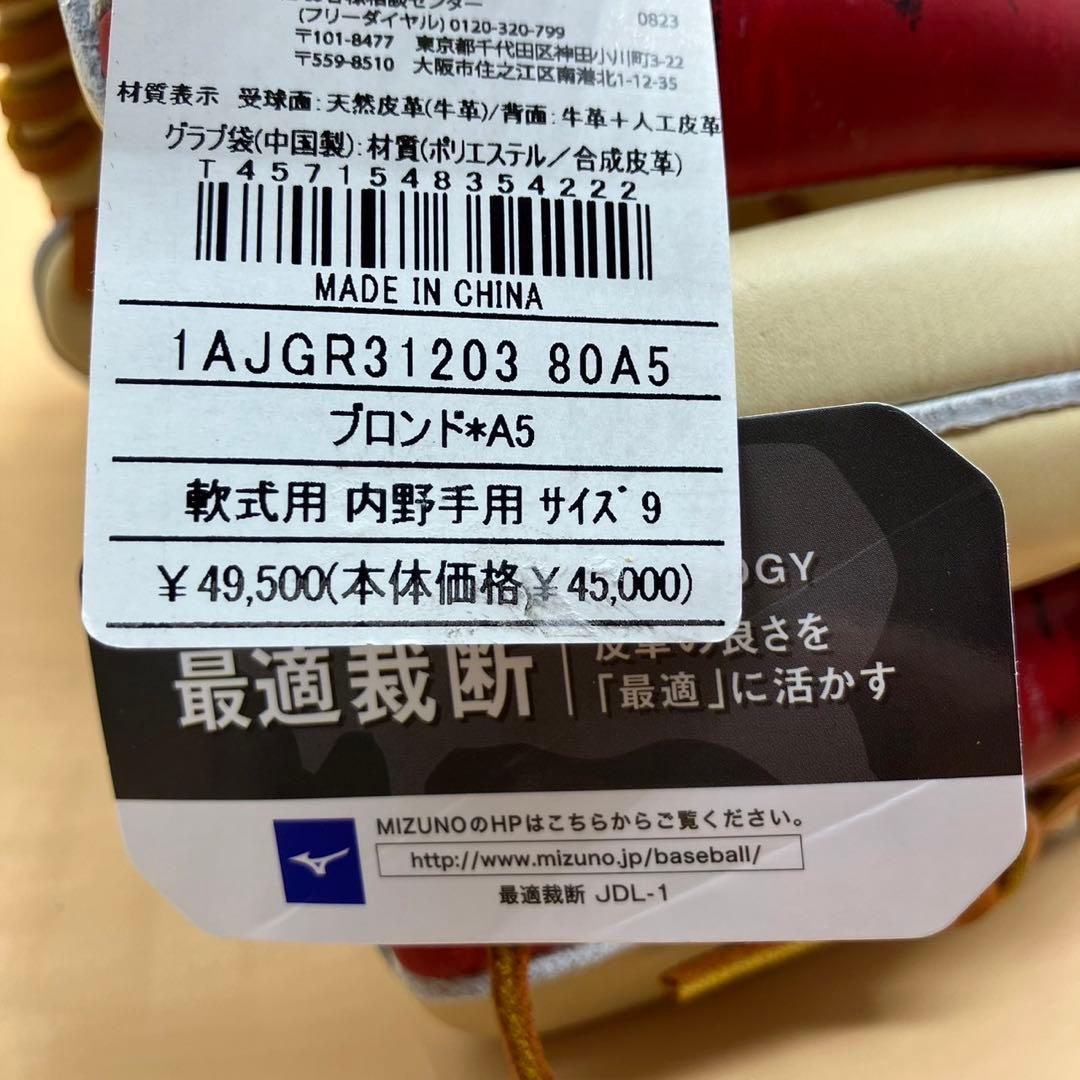 (フリーダイヤル) 0120-320-799 0823
〒101-8477 東京都千代田区神田小川町3-22
〒559-8510 大阪市住之江区南港北1-12-35
材質表示 受球面:天然皮革(牛革)/背面:牛革+人工皮革
グラブ袋(中国製):材質(ポリエステル/合成皮革)
T 4571548354222
MADE IN CHINA
1AJGR31203 80A5
ブロンド*A5
軟式用 内野手用 サイズ 9
¥49,500(本体価格¥45,000)
OGY
最適裁断
皮革の良さを
「最適」に活かす
MIZUNOのHPはこちらからご覧ください。
http://www.mizuno.jp/baseball/
最適裁断 JDL-1